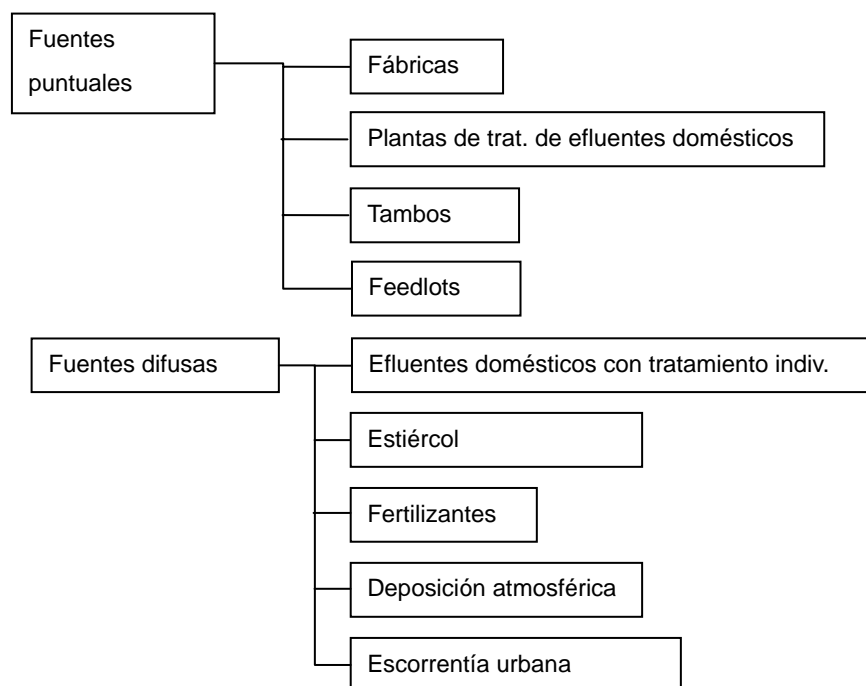 Fuentes
puntuales
Fábricas
Plantas de trat. de efluentes domésticos
Tambos
Feedlots
Fuentes difusas
Efluentes domésticos con tratamiento indiv.
Estiércol
Fertilizantes
Deposición atmosférica
Escorrentía urbana